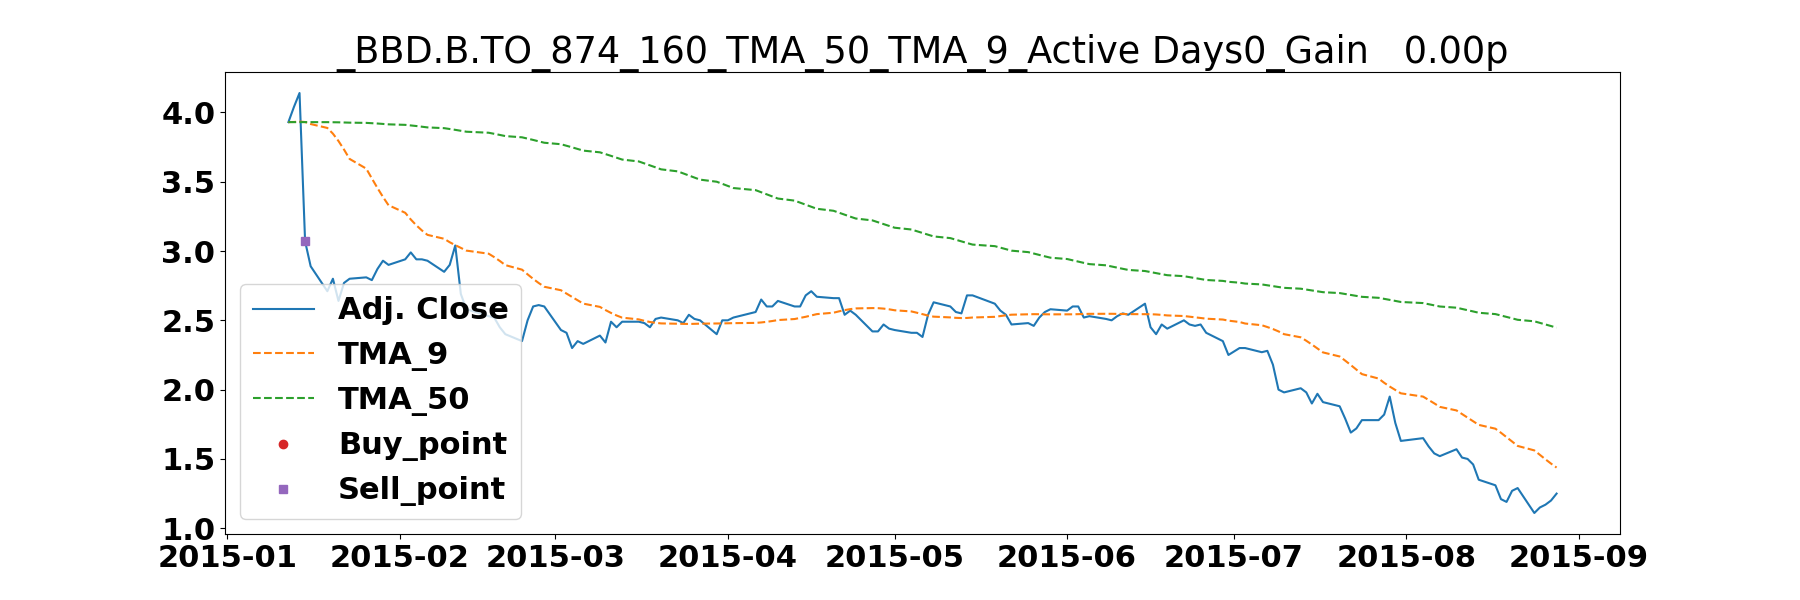 _BBD.B.TO_874_160_TMA_50_TMA_9_Active Days0_Gain   0.00p
4.0
3.5
3.0
2.5
2.0
1.5
1.0
Adj. Close
TMA_9
TMA_50
Buy_point
Sell_point
2015-01 2015-02 2015-03 2015-04 2015-05 2015-06 2015-07 2015-08 2015-09